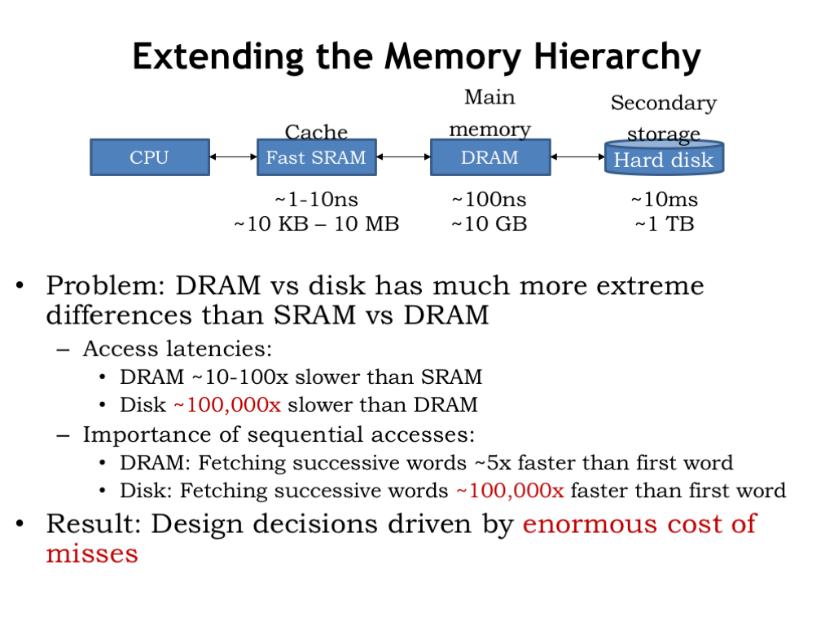 Extending the Memory Hierarchy
Main
memory
Secondary
storage
Cache
CPU
Fast SRAM
DRAM
Hard disk
~1-10ns
~10 KB – 10 MB
~100ns
~10 GB
~10ms
~1 TB
• Problem: DRAM vs disk has much more extreme
differences than SRAM vs DRAM
– Access latencies:
• DRAM ~10-100x slower than SRAM
• Disk ~100,000x slower than DRAM
– Importance of sequential accesses:
• DRAM: Fetching successive words ~5x faster than first word
• Disk: Fetching successive words ~100,000x faster than first word
• Result: Design decisions driven by enormous cost of
misses